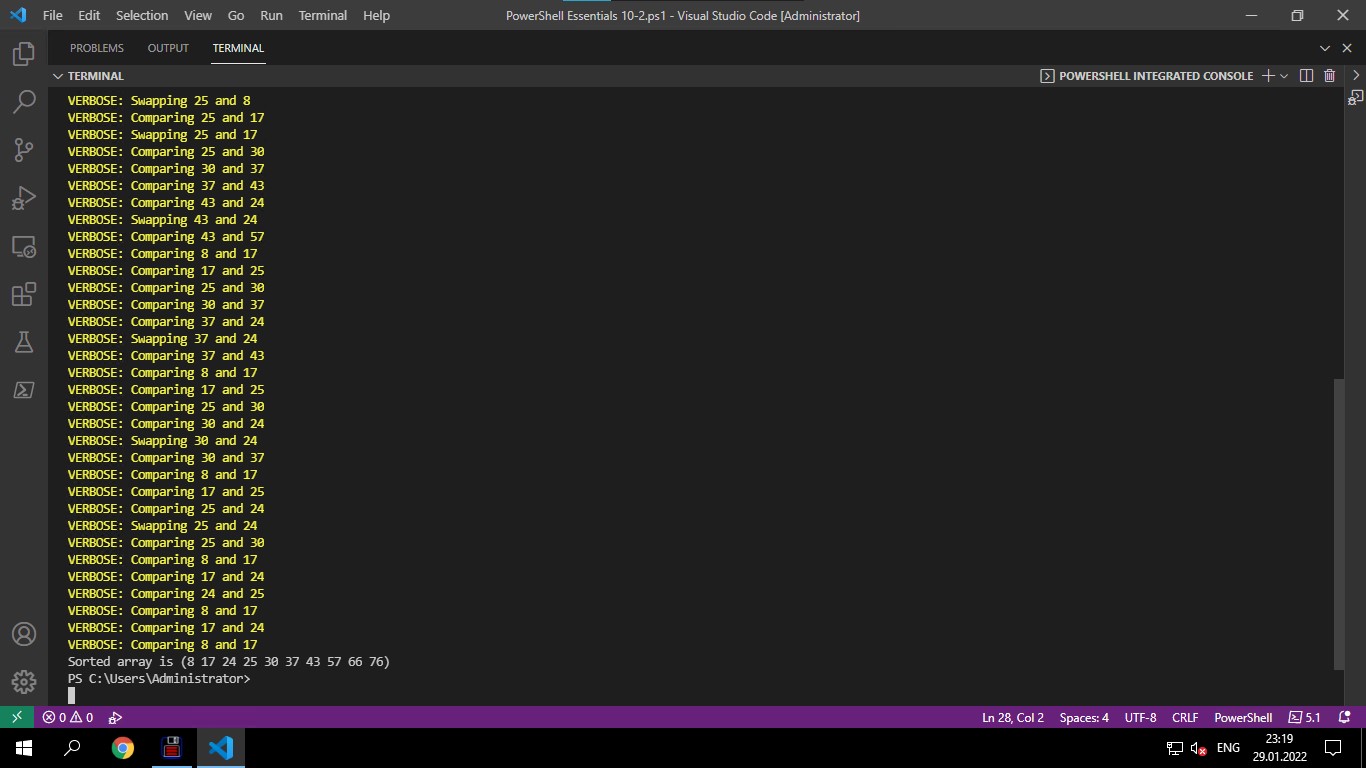 File Edit Selection View Go Run Terminal Help PowerShell Essentials 10-2.ps1 - Visual Studio Code [Administrator]
PROBLEMS OUTPUT TERMINAL
TERMINAL POWERSHELL INTEGRATED CONSOLE
VERBOSE: Swapping 25 and 8
VERBOSE: Comparing 25 and 17
VERBOSE: Swapping 25 and 17
VERBOSE: Comparing 25 and 30
VERBOSE: Comparing 30 and 37
VERBOSE: Comparing 37 and 43
VERBOSE: Comparing 43 and 24
VERBOSE: Swapping 43 and 24
VERBOSE: Comparing 43 and 57
VERBOSE: Comparing 8 and 17
VERBOSE: Comparing 17 and 25
VERBOSE: Comparing 25 and 30
VERBOSE: Comparing 30 and 37
VERBOSE: Comparing 37 and 24
VERBOSE: Swapping 37 and 24
VERBOSE: Comparing 37 and 43
VERBOSE: Comparing 8 and 17
VERBOSE: Comparing 17 and 25
VERBOSE: Comparing 25 and 30
VERBOSE: Comparing 30 and 24
VERBOSE: Swapping 30 and 24
VERBOSE: Comparing 30 and 37
VERBOSE: Comparing 8 and 17
VERBOSE: Comparing 17 and 25
VERBOSE: Comparing 25 and 24
VERBOSE: Swapping 25 and 24
VERBOSE: Comparing 25 and 30
VERBOSE: Comparing 8 and 17
VERBOSE: Comparing 17 and 24
VERBOSE: Comparing 24 and 25
VERBOSE: Comparing 8 and 17
VERBOSE: Comparing 17 and 24
VERBOSE: Comparing 8 and 17
Sorted array is (8 17 24 25 30 37 43 57 66 76)
PS C:\Users\Administrator>
0 0 Ln 28, Col 2 Spaces: 4 UTF-8 CRLF PowerShell 5.1
ENG 23:19
29.01.2022